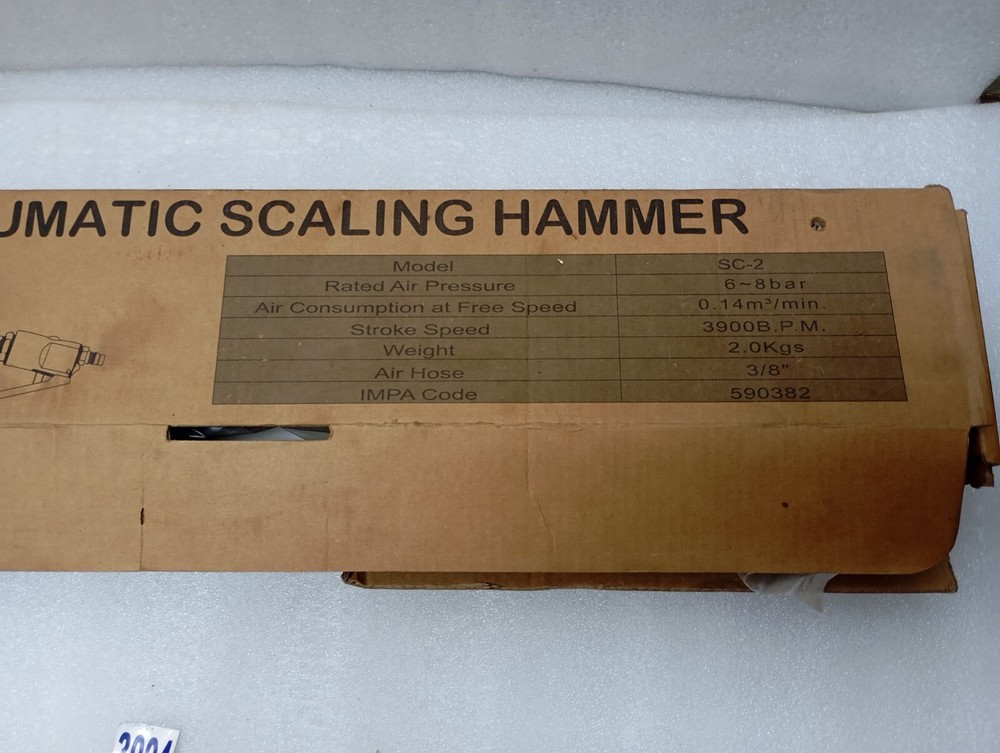 UMATIC SCALING HAMMER
Model SC-2
Rated Air Pressure 6~8bar
Air Consumption at Free Speed 0.14m³/min.
Stroke Speed 3900B.P.M.
Weight 2.0Kgs
Air Hose 3/8"
IMPA Code 590382